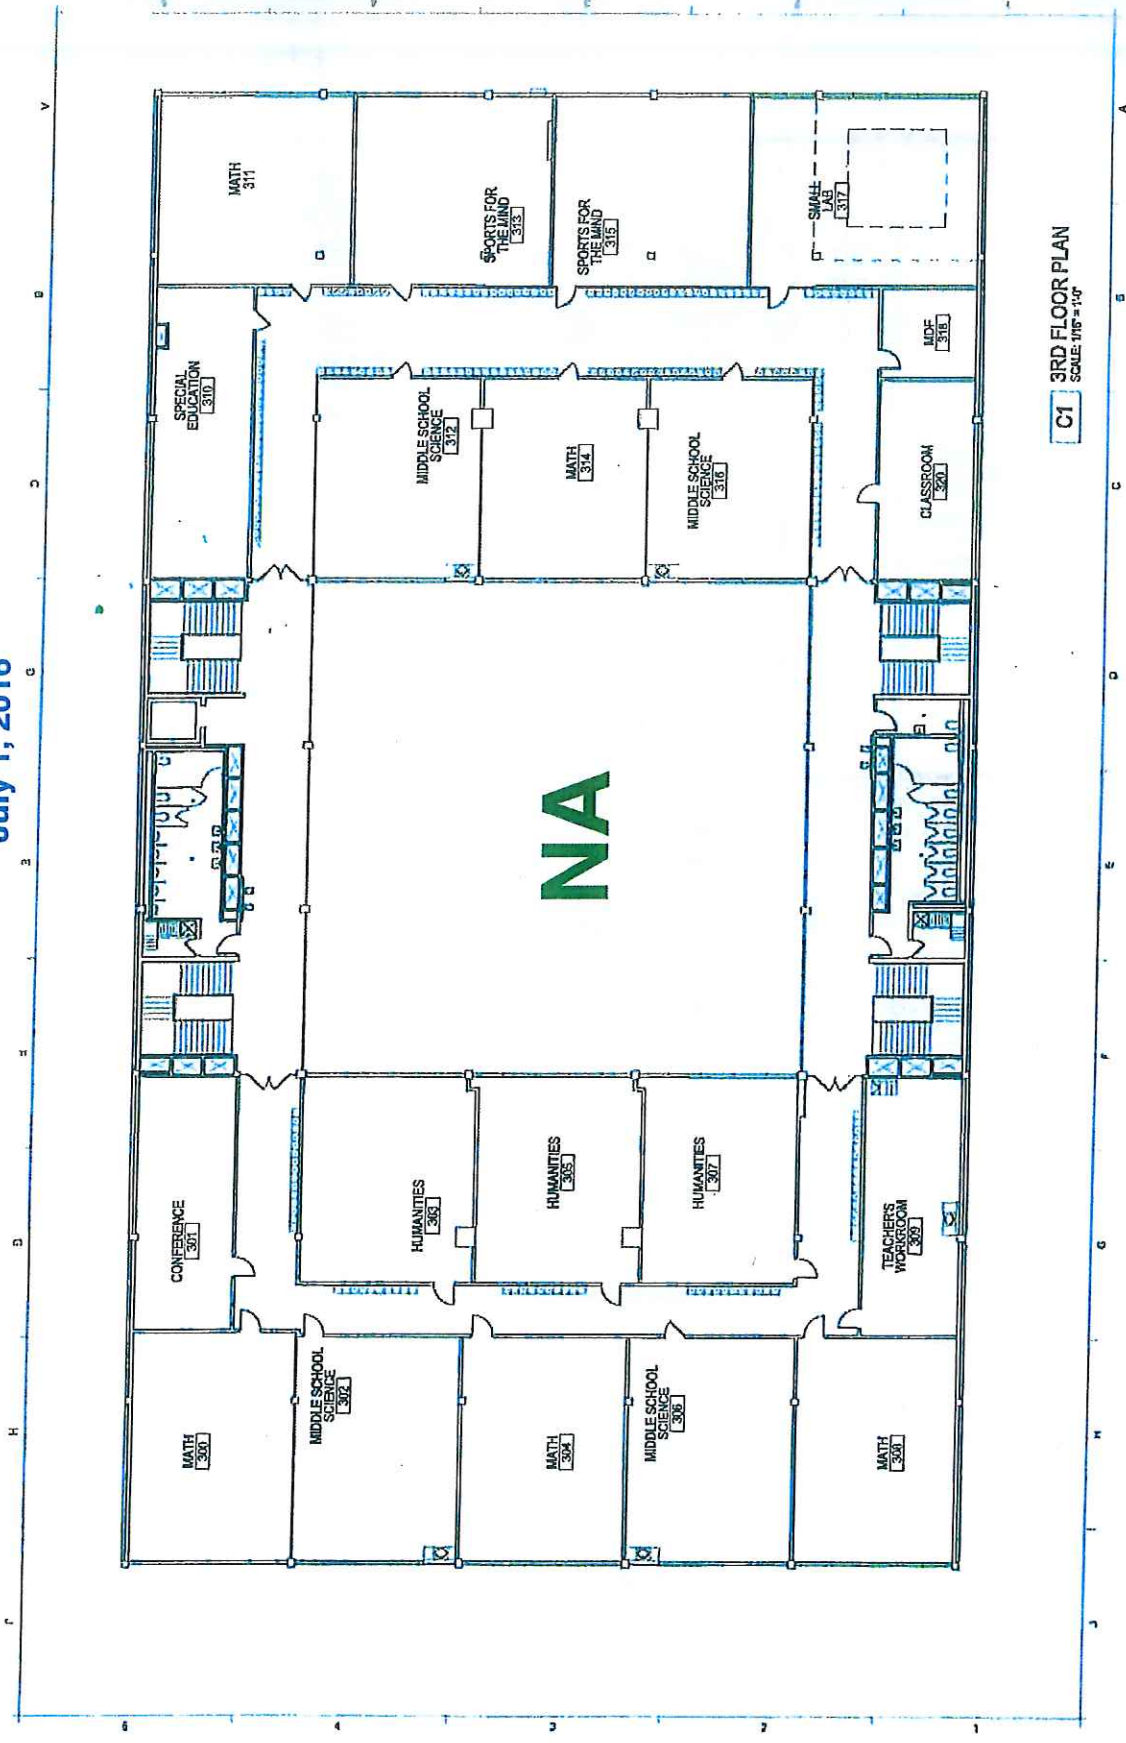 July 1, 2016
MATH
311
SPORTS FOR
THE MIND
313
SPORTS FOR
THE MIND
315
SMALL
LAB
317
SPECIAL
EDUCATION
310
MIDDLE SCHOOL
SCIENCE
312
MATH
314
MIDDLE SCHOOL
SCIENCE
316
MDF
318
CLASSROOM
320
NA
CONFERENCE
301
HUMANITIES
303
HUMANITIES
305
HUMANITIES
307
TEACHER'S
WORKROOM
309
MATH
300
MIDDLE SCHOOL
SCIENCE
302
MATH
304
MIDDLE SCHOOL
SCIENCE
306
MATH
308
C1
3RD FLOOR PLAN
SCALE: 1/16" = 1'-0"